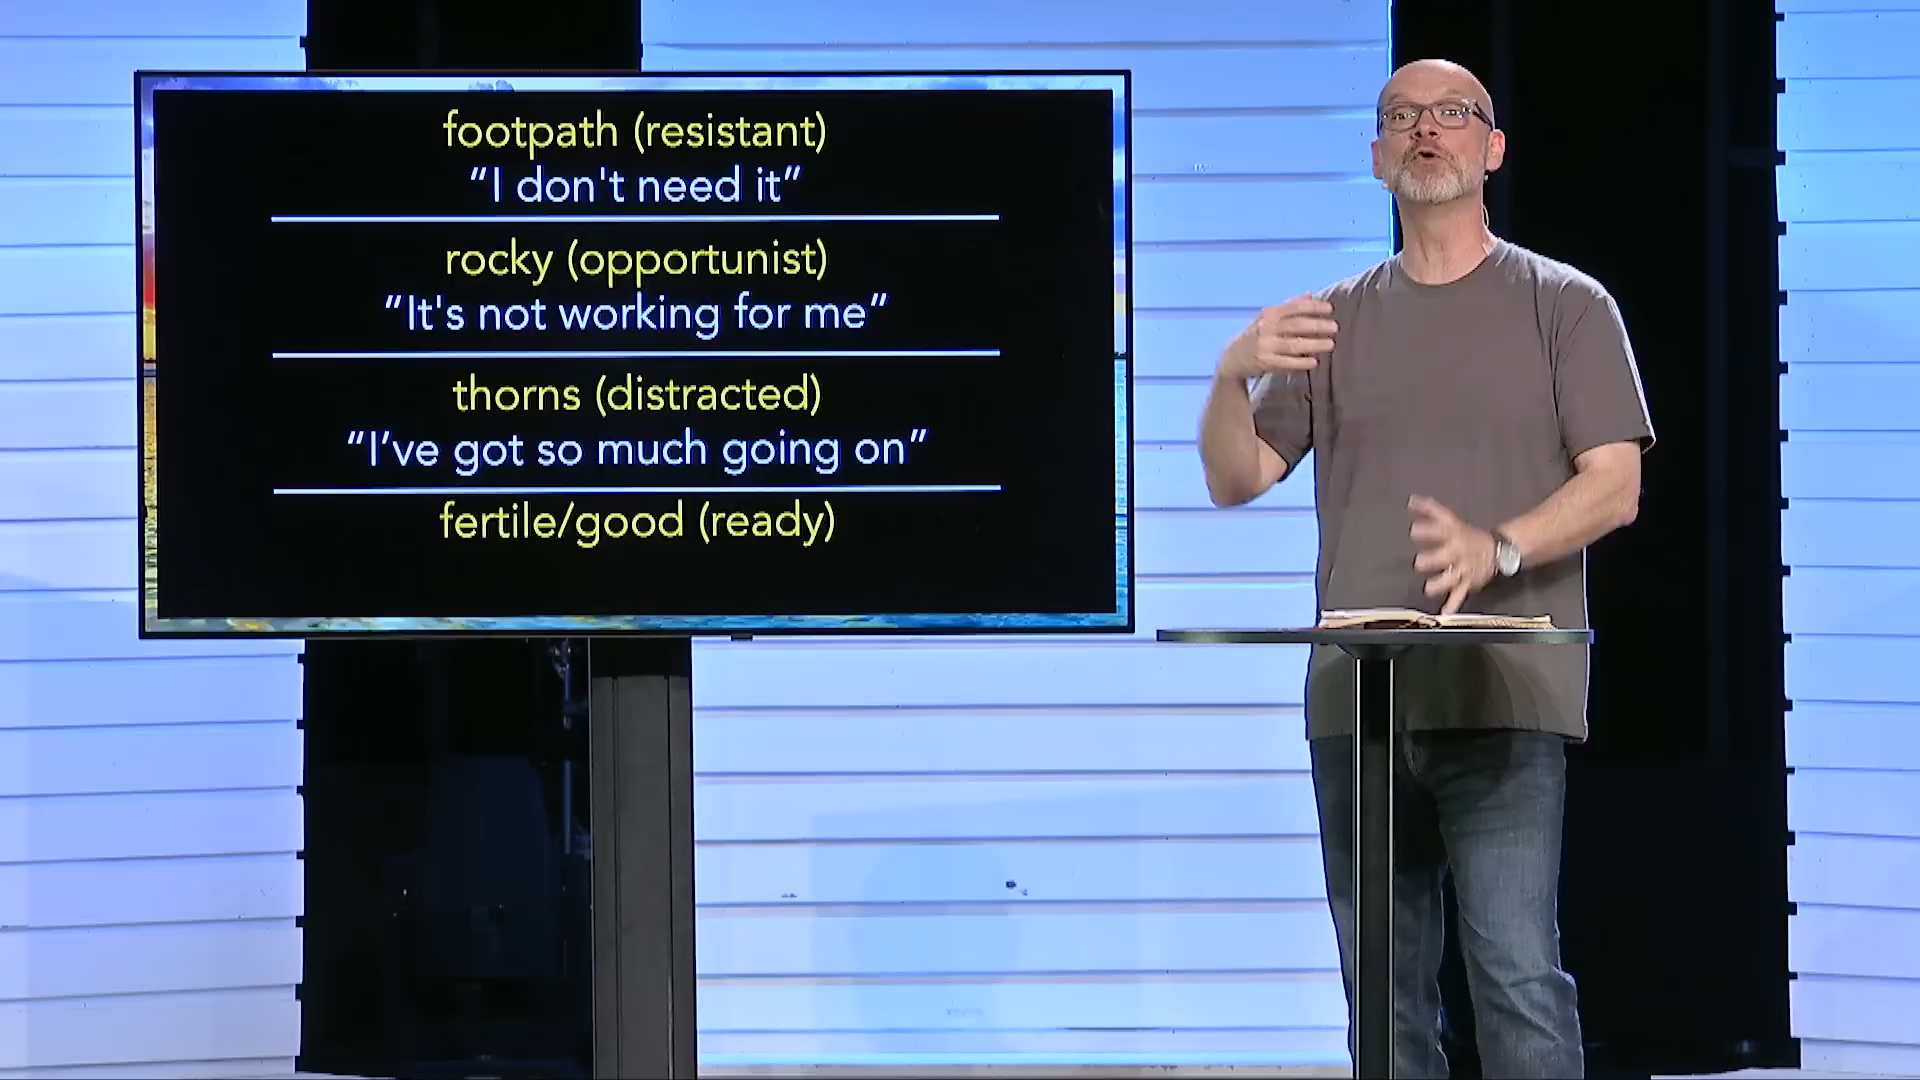 footpath (resistant)
“I don't need it”
rocky (opportunist)
“It's not working for me”
thorns (distracted)
“I’ve got so much going on”
fertile/good (ready)